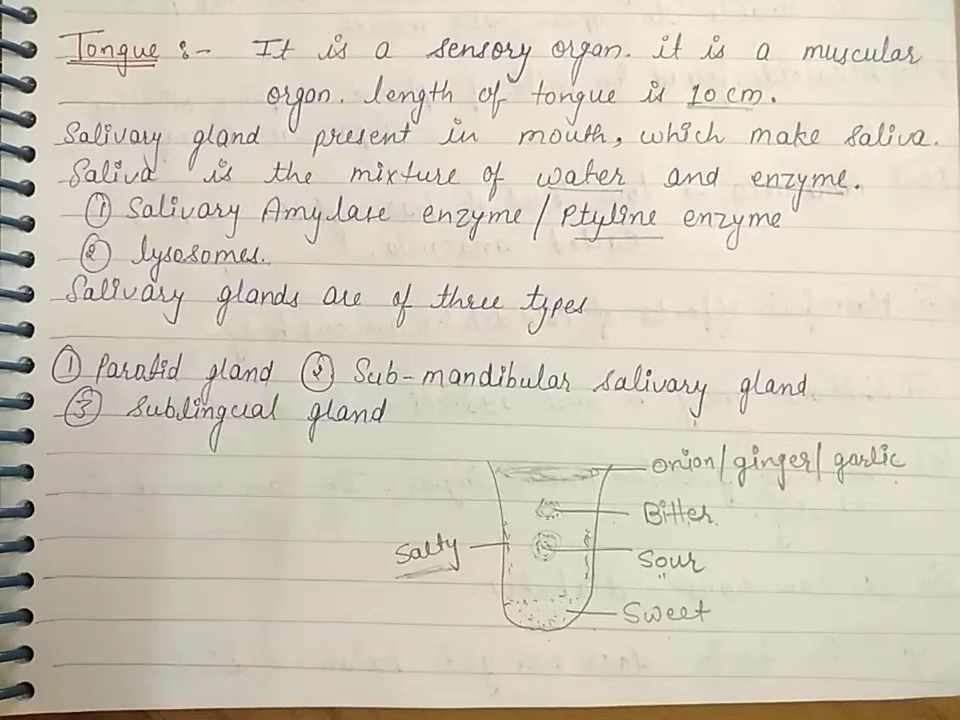 Tongue :- It is a sensory organ. it is a muscular
organ. length of tongue is 10 cm.
Salivary gland present in mouth, which make saliva.
Saliva is the mixture of water and enzyme.
① Salivary Amylase enzyme / Ptyline enzyme
② lysosomes.
Salivary glands are of three types
① Paratid gland ② Sub-mandibular salivary gland
③ Sublingual gland
onion/ginger/garlic
Bitter
Salty
Sour
Sweet